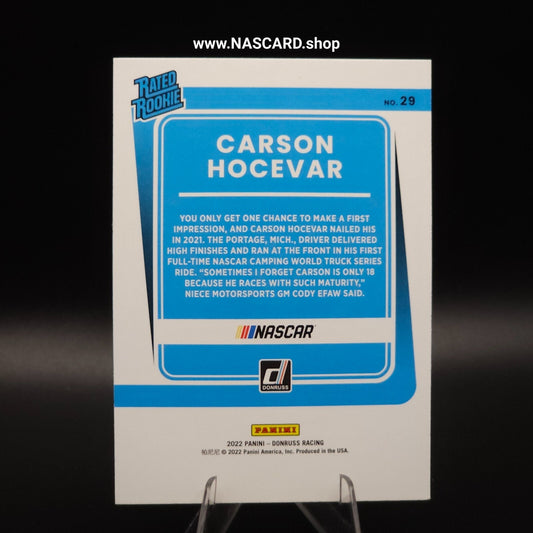 www.NASCARD.shop
RATED
ROOKIE
NO. 29
CARSON
HOCEVAR
YOU ONLY GET ONE CHANCE TO MAKE A FIRST
IMPRESSION, AND CARSON HOCEVAR NAILED HIS
IN 2021. THE PORTAGE, MICH., DRIVER DELIVERED
HIGH FINISHES AND RAN AT THE FRONT IN HIS FIRST
FULL-TIME NASCAR CAMPING WORLD TRUCK SERIES
RIDE. “SOMETIMES I FORGET CARSON IS ONLY 18
BECAUSE HE RACES WITH SUCH MATURITY,”
NIECE MOTORSPORTS GM CODY EFAW SAID.
NASCAR
d
DONRUSS
PANINI
2022 PANINI – DONRUSS RACING
帕尼尼 © 2022 Panini America, Inc. Produced in the USA.